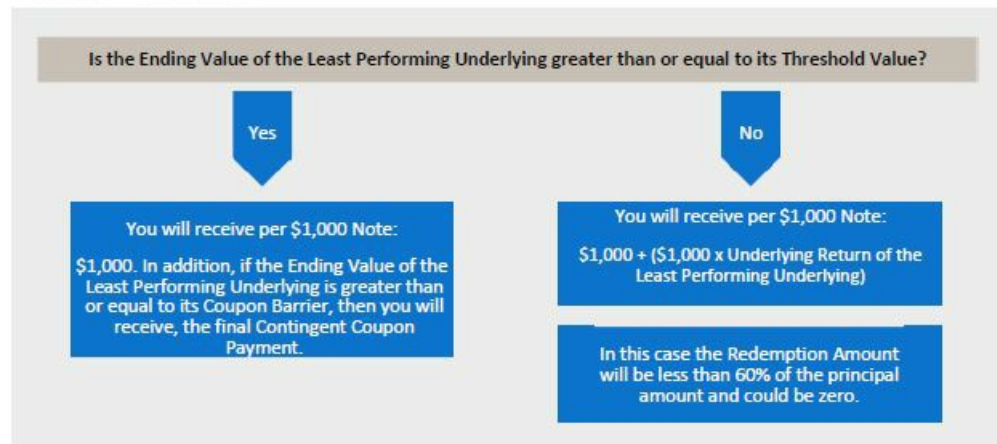 Is the Ending Value of the Least Performing Underlying greater than or equal to its Threshold Value?
Yes
No
You will receive per $1,000 Note:
$1,000. In addition, if the Ending Value of the
Least Performing Underlying is greater than
or equal to its Coupon Barrier, then you will
receive, the final Contingent Coupon
Payment.
You will receive per $1,000 Note:
$1,000 + ($1,000 x Underlying Return of the
Least Performing Underlying)
In this case the Redemption Amount
will be less than 60% of the principal
amount and could be zero.